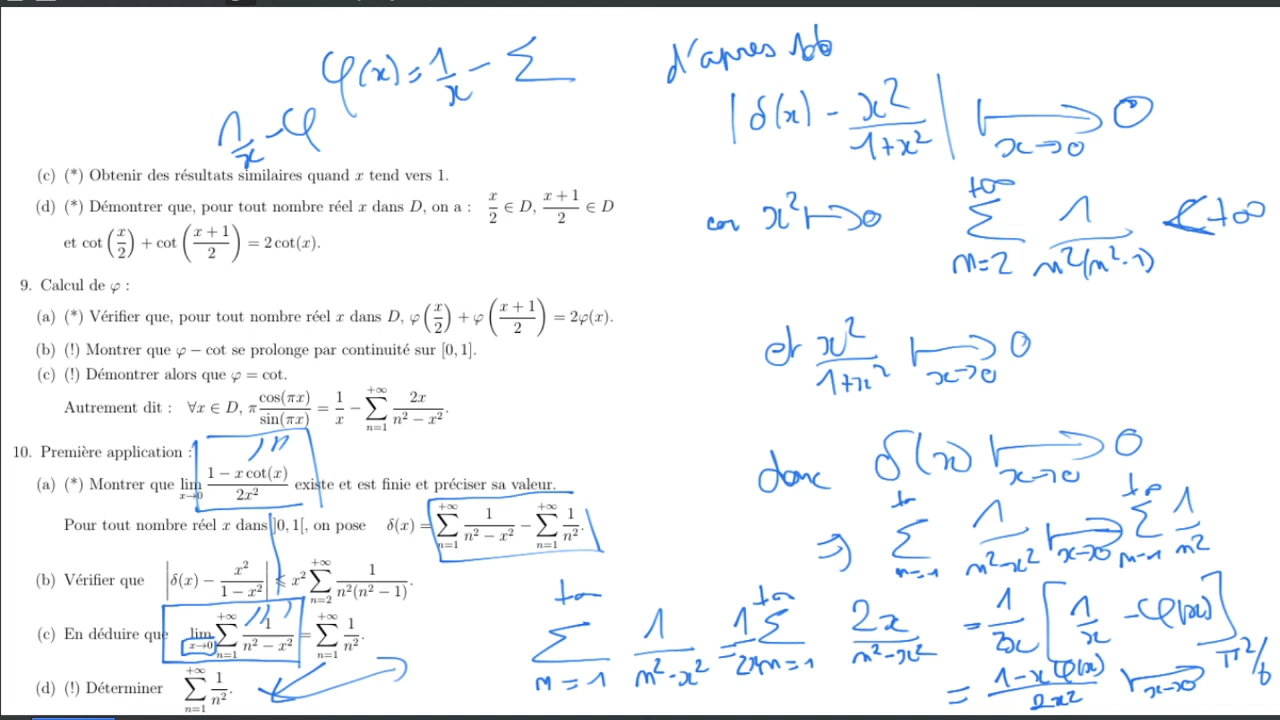 φ(x) = 1/x - Σ
1/x - φ
(c) (*) Obtenir des résultats similaires quand x tend vers 1.
(d) (*) Démontrer que, pour tout nombre réel x dans D, on a : x/2 ∈ D, (x+1)/2 ∈ D
et cot(x/2) + cot((x+1)/2) = 2 cot(x).
9. Calcul de φ :
(a) (*) Vérifier que, pour tout nombre réel x dans D, φ(x/2) + φ((x+1)/2) = 2φ(x).
(b) (!) Montrer que φ − cot se prolonge par continuité sur [0, 1].
(c) (!) Démontrer alors que φ = cot.
Autrement dit : ∀x ∈ D, π cos(πx)/sin(πx) = 1/x − Σ_{n=1}^{+∞} 2x/(n² − x²).
10. Première application :
(a) (*) Montrer que lim_{x→0} (1 − x cot(x))/(2x²) existe et est finie et préciser sa valeur.
Pour tout nombre réel x dans ]0, 1[, on pose δ(x) = Σ_{n=1}^{+∞} 1/(n² − x²) − Σ_{n=1}^{+∞} 1/n².
(b) Vérifier que |δ(x) − x²/(1 − x²)| ⩽ x² Σ_{n=2}^{+∞} 1/(n²(n² − 1)).
(c) En déduire que lim_{x→0} Σ_{n=1}^{+∞} 1/(n² − x²) = Σ_{n=1}^{+∞} 1/n².
(d) (!) Déterminer Σ_{n=1}^{+∞} 1/n².
d'après 10b
|δ(x) - x²/(1+x²)| ↦_{x→0} 0
car x² ↦ 0 Σ_{n=2}^{+∞} 1/(n²(n²-1)) < +∞
et x²/(1+x²) ↦_{x→0} 0
donc δ(x) ↦_{x→0} 0
⇒ Σ_{n=1}^{+∞} 1/(n²-x²) ↦_{x→0} Σ_{n=1}^{+∞} 1/n²
Σ_{n=1}^{+∞} 1/(n²-x²) = 1/2x Σ_{n=1}^{+∞} 2x/(n²-x²) = 1/2x [1/x - φ(x)]
= (1-xφ(x))/2x² ↦_{x→0} π²/6